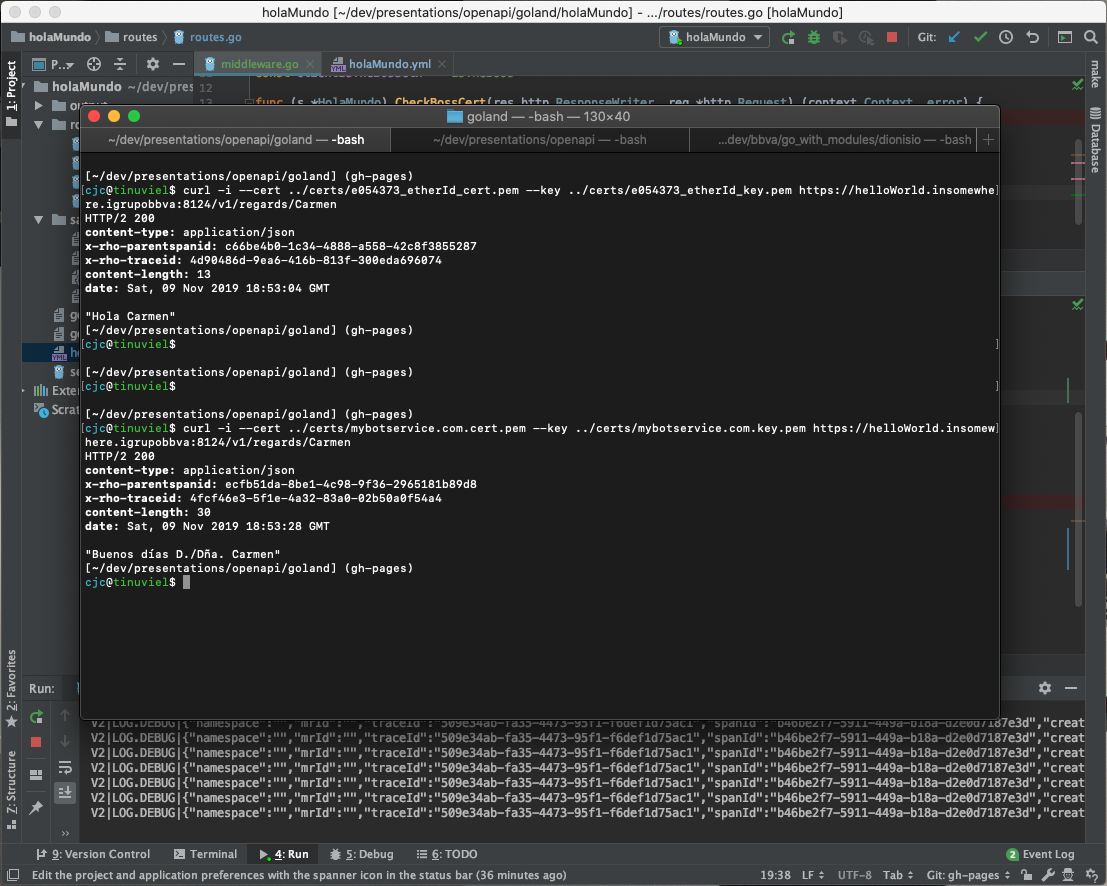 holaMundo [~/dev/presentations/openapi/goland/holaMundo] - .../routes/routes.go [holaMundo]
holaMundo routes routes.go holaMundo Git:
1: Project P.. middleware.go holaMundo.yml make
holaMundo ~/dev/pres 12
13 func (s *HolaMundo) CheckBossCert(res http.ResponseWriter, req *http.Request) (context.Context, error) {
goland — -bash — 130×40
~/dev/presentations/openapi/goland — -bash ~/dev/presentations/openapi — -bash ...dev/bbva/go_with_modules/dionisio — -bash
Database
[~/dev/presentations/openapi/goland] (gh-pages)
[cjc@tinuviel$ curl -i --cert ../certs/e054373_etherId_cert.pem --key ../certs/e054373_etherId_key.pem https://helloWorld.insomewhe]
re.igrupobbva:8124/v1/regards/Carmen
HTTP/2 200
content-type: application/json
x-rho-parentspanid: c66be4b0-1c34-4888-a558-42c8f3855287
x-rho-traceid: 4d90486d-9ea6-416b-813f-300eda696074
content-length: 13
date: Sat, 09 Nov 2019 18:53:04 GMT
"Hola Carmen"
[~/dev/presentations/openapi/goland] (gh-pages)
[cjc@tinuviel$ ]
[~/dev/presentations/openapi/goland] (gh-pages)
[cjc@tinuviel$ ]
[~/dev/presentations/openapi/goland] (gh-pages)
[cjc@tinuviel$ curl -i --cert ../certs/mybotservice.com.cert.pem --key ../certs/mybotservice.com.key.pem https://helloWorld.insomew]
here.igrupobbva:8124/v1/regards/Carmen
HTTP/2 200
content-type: application/json
x-rho-parentspanid: ecfb51da-8be1-4c98-9f36-2965181b89d8
x-rho-traceid: 4fcf46e3-5f1e-4a32-83a0-02b50a0f54a4
content-length: 30
date: Sat, 09 Nov 2019 18:53:28 GMT
"Buenos días D./Dña. Carmen"
[~/dev/presentations/openapi/goland] (gh-pages)
cjc@tinuviel$
Exter
Scrat
2: Favorites
Run:
Z: Structure
V2|LOG.DEBUG|{"namespace":"","mrId":"","traceId":"509e34ab-fa35-4473-95f1-f6def1d75ac1","spanId":"b46be2f7-5911-449a-b18a-d2e0d7187e3d","creat
V2|LOG.DEBUG|{"namespace":"","mrId":"","traceId":"509e34ab-fa35-4473-95f1-f6def1d75ac1","spanId":"b46be2f7-5911-449a-b18a-d2e0d7187e3d","creat
V2|LOG.DEBUG|{"namespace":"","mrId":"","traceId":"509e34ab-fa35-4473-95f1-f6def1d75ac1","spanId":"b46be2f7-5911-449a-b18a-d2e0d7187e3d","creat
V2|LOG.DEBUG|{"namespace":"","mrId":"","traceId":"509e34ab-fa35-4473-95f1-f6def1d75ac1","spanId":"b46be2f7-5911-449a-b18a-d2e0d7187e3d","creat
V2|LOG.DEBUG|{"namespace":"","mrId":"","traceId":"509e34ab-fa35-4473-95f1-f6def1d75ac1","spanId":"b46be2f7-5911-449a-b18a-d2e0d7187e3d","creat
V2|LOG.DEBUG|{"namespace":"","mrId":"","traceId":"509e34ab-fa35-4473-95f1-f6def1d75ac1","spanId":"b46be2f7-5911-449a-b18a-d2e0d7187e3d","creat
V2|LOG.DEBUG|{"namespace":"","mrId":"","traceId":"509e34ab-fa35-4473-95f1-f6def1d75ac1","spanId":"b46be2f7-5911-449a-b18a-d2e0d7187e3d","creat
9: Version Control Terminal 4: Run 5: Debug 6: TODO 2 Event Log
Edit the project and application preferences with the spanner icon in the status bar (36 minutes ago) 19:38 LF UTF-8 Tab Git: gh-pages